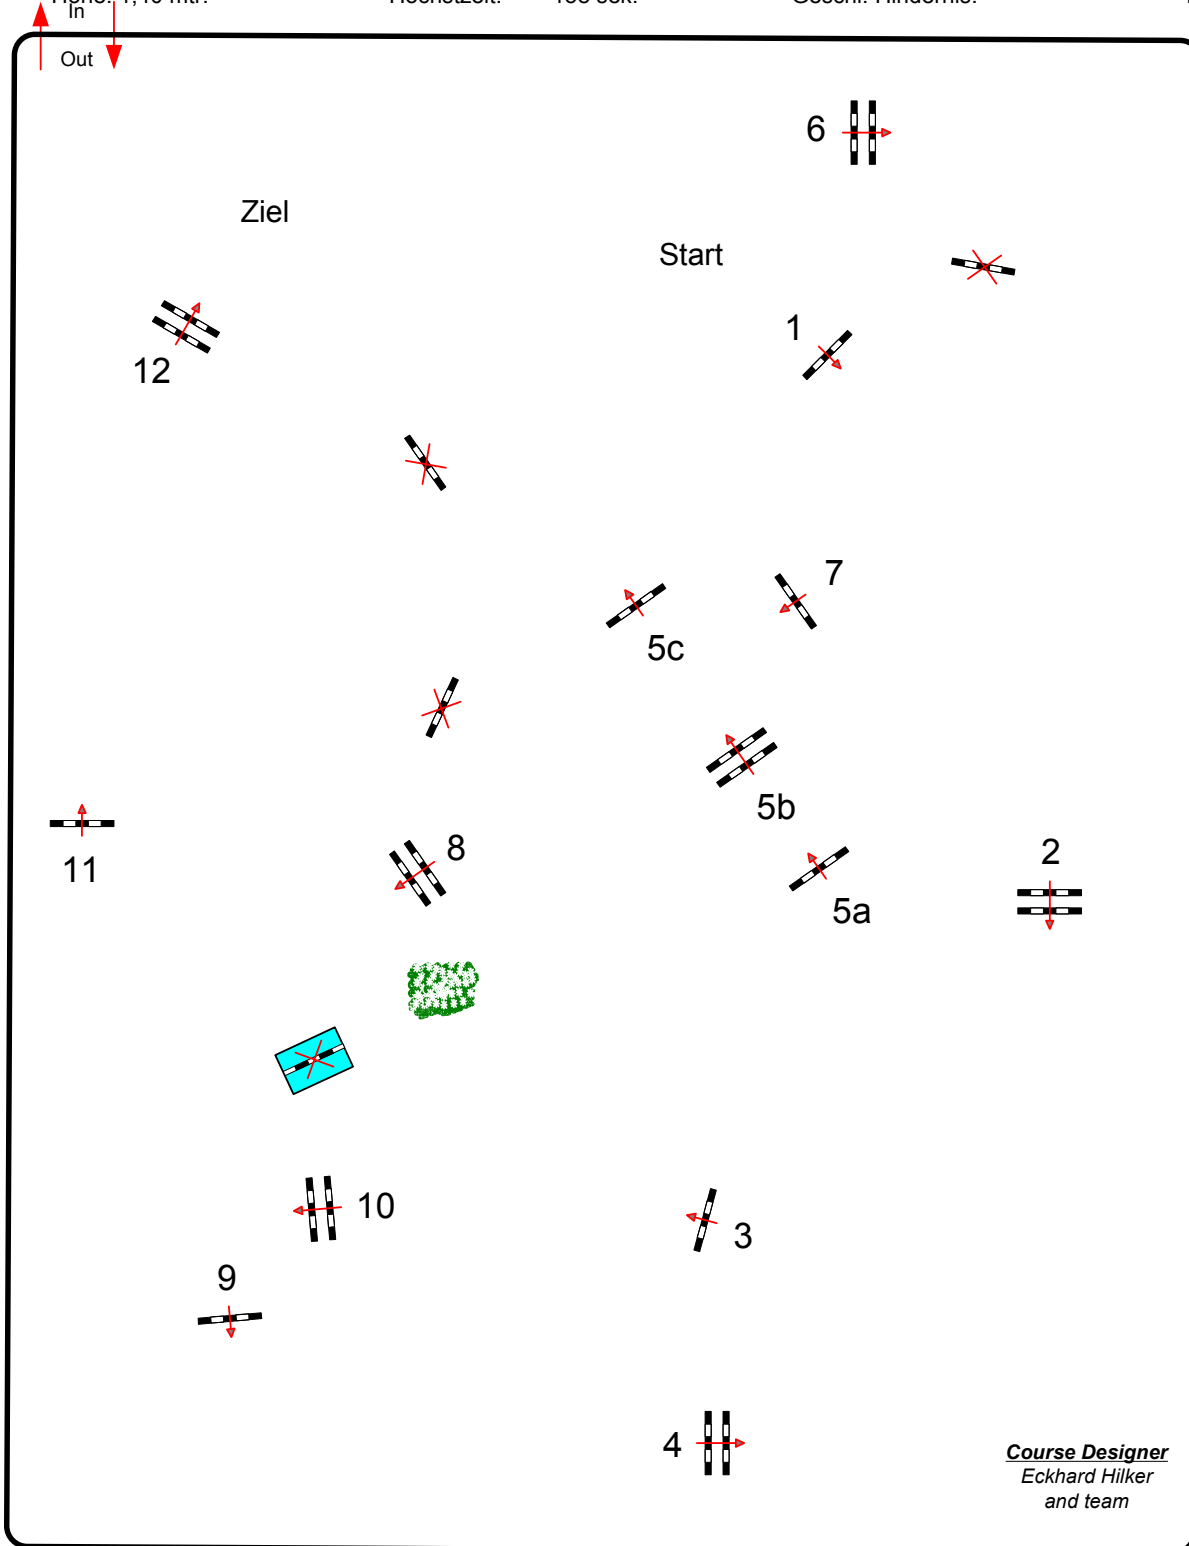 In
Out
6
Ziel
Start
1
12
7
5c
5b
8
2
11
5a
10
3
9
4
Course Designer
Eckhard Hilker
and team